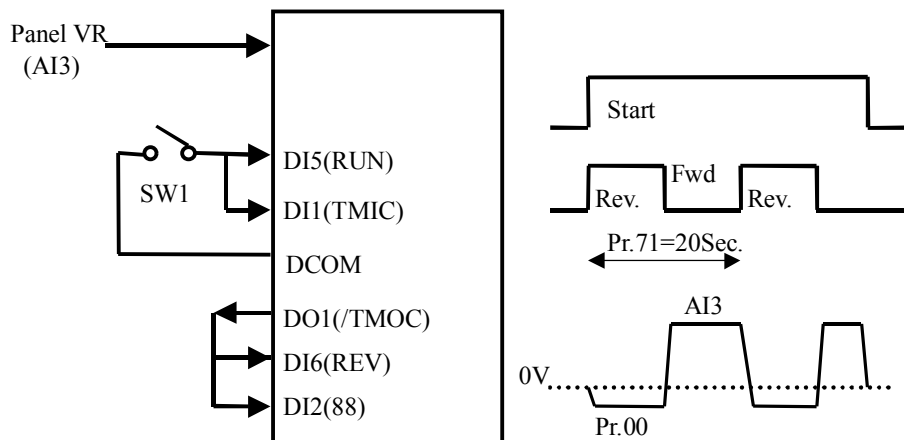 Panel VR
(AI3)
SW1
DI5(RUN)
DI1(TMIC)
DCOM
DO1(/TMOC)
DI6(REV)
DI2(88)
Start
Fwd
Rev.
Rev.
Pr.71=20Sec.
AI3
0V
Pr.00